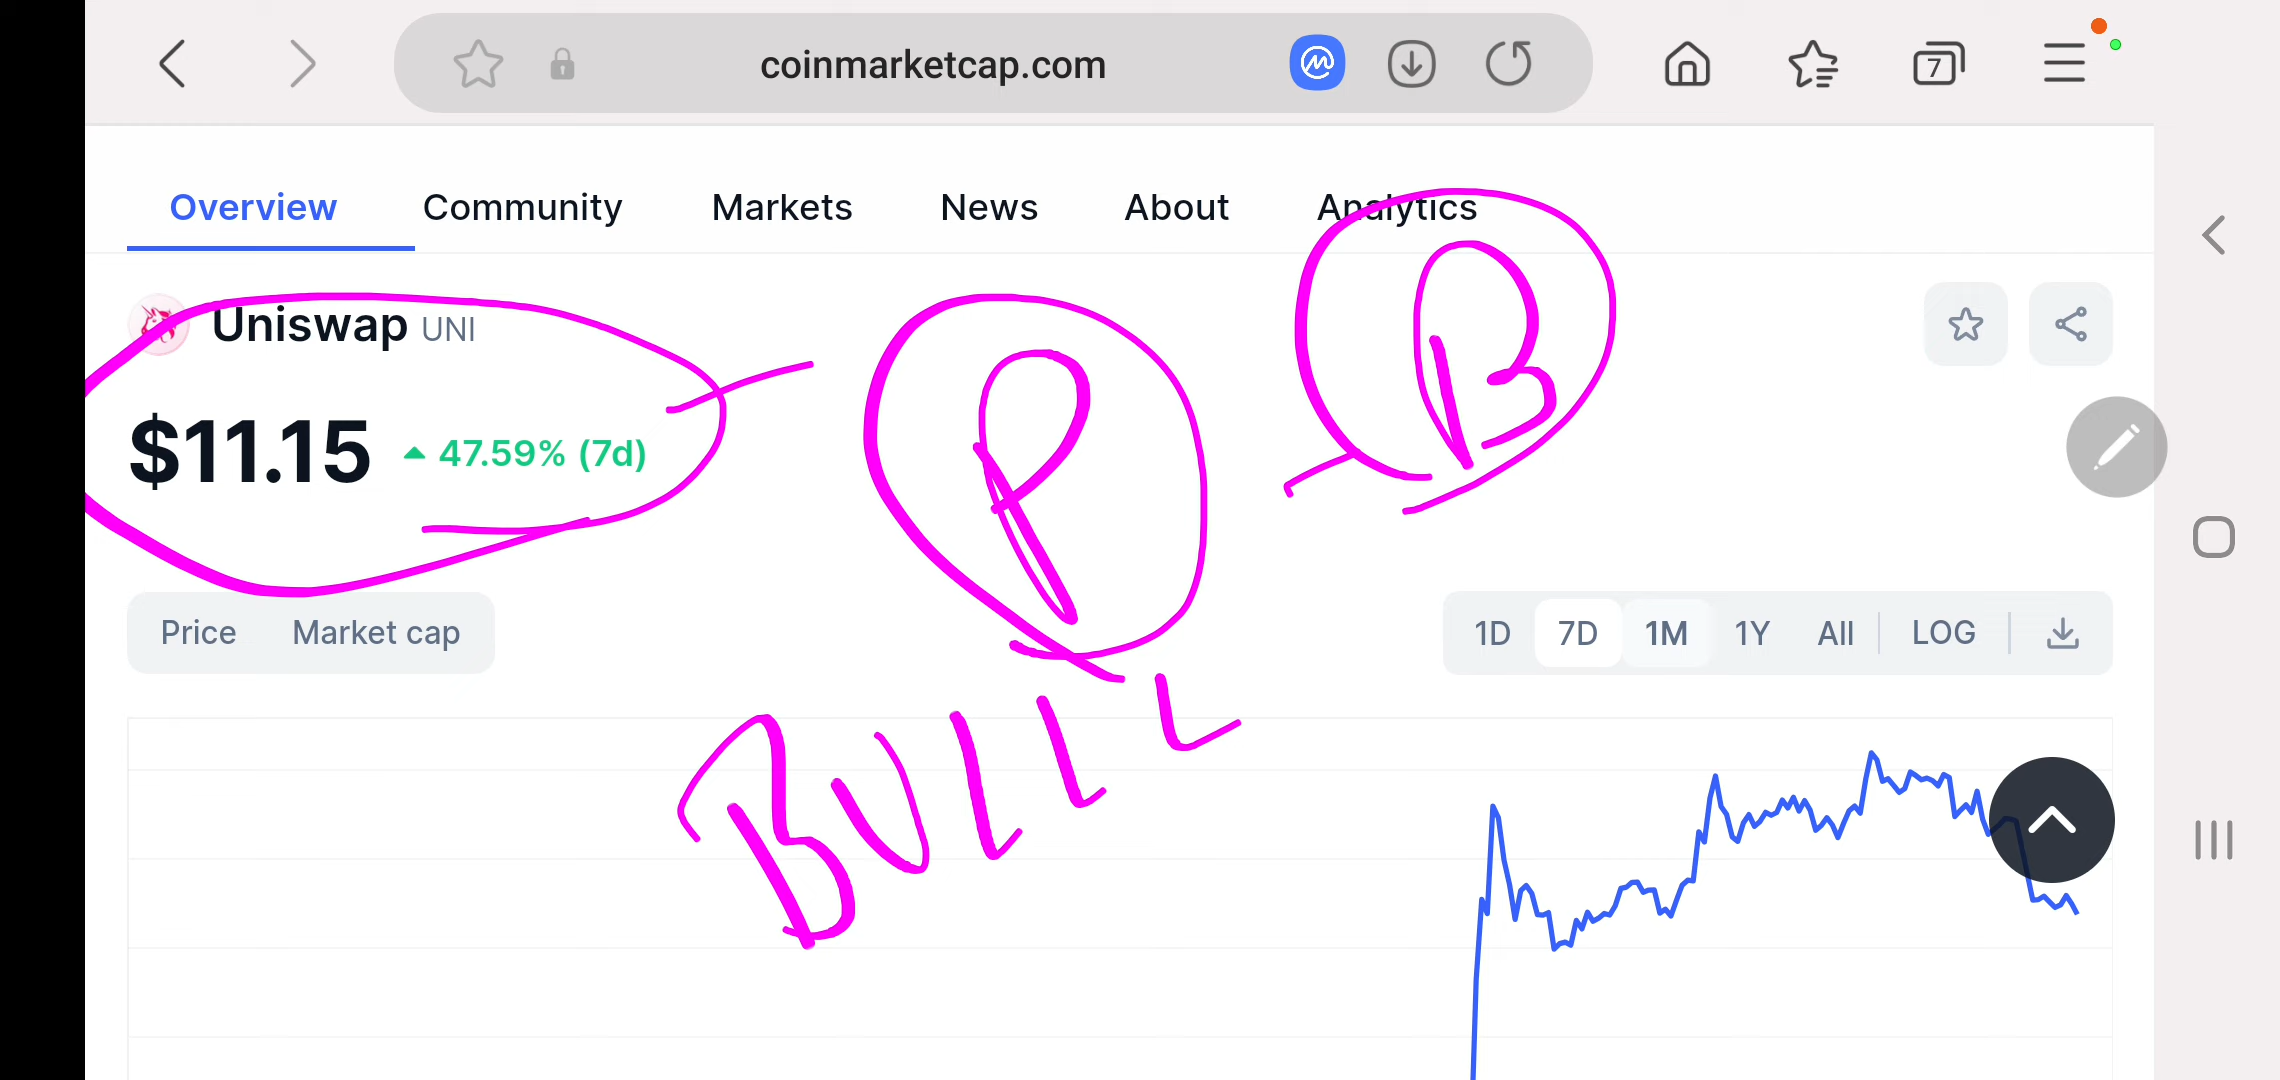 coinmarketcap.com
7
Overview Community Markets News About Analytics
Uniswap UNI
$11.15 47.59% (7d)
P
B
Price Market cap
1D 7D 1M 1Y All LOG